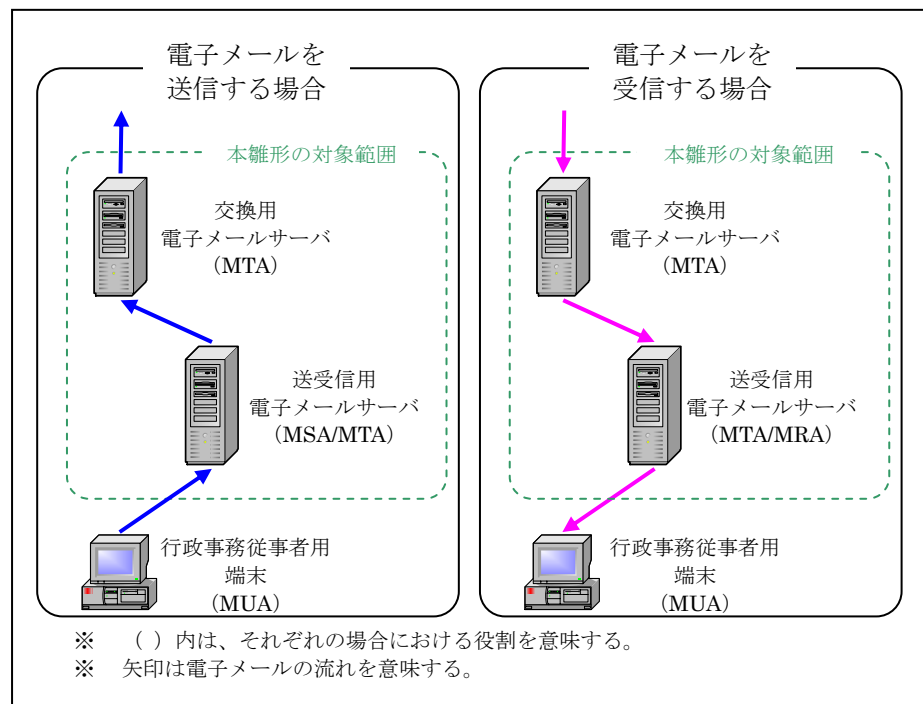 電子メールを
送信する場合
本雛形の対象範囲
交換用
電子メールサーバ
（MTA）
送受信用
電子メールサーバ
（MSA/MTA）
行政事務従事者用
端末
（MUA）
電子メールを
受信する場合
本雛形の対象範囲
交換用
電子メールサーバ
（MTA）
送受信用
電子メールサーバ
（MTA/MRA）
行政事務従事者用
端末
（MUA）
※　（ ）内は、それぞれの場合における役割を意味する。
※　矢印は電子メールの流れを意味する。